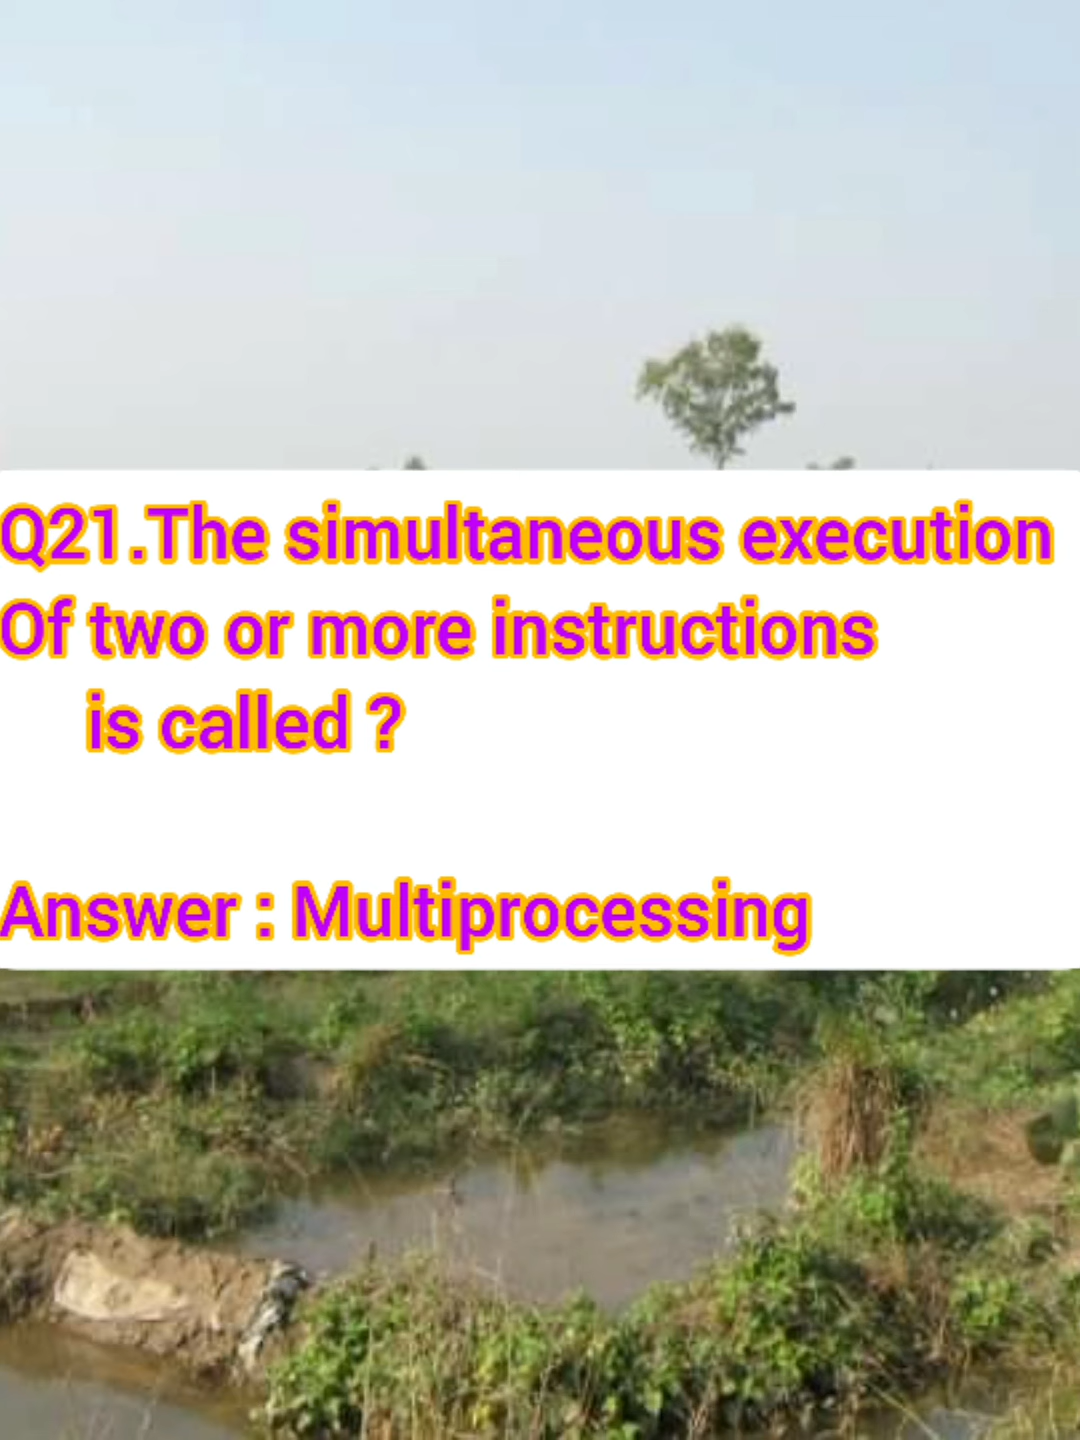 Q21.The simultaneous execution
Of two or more instructions
is called ?
Answer : Multiprocessing